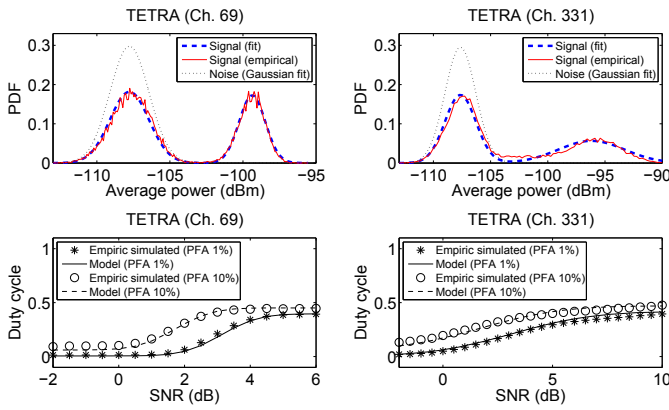 TETRA (Ch. 69)
0.3
0.2
0.1
0
PDF
Signal (fit)
Signal (empirical)
Noise (Gaussian fit)
−110 −105 −100 −95
Average power (dBm)
TETRA (Ch. 331)
0.3
0.2
0.1
0
PDF
Signal (fit)
Signal (empirical)
Noise (Gaussian fit)
−110 −105 −100 −95 −90
Average power (dBm)
TETRA (Ch. 69)
1
0.5
0
Duty cycle
Empiric simulated (PFA 1%)
Model (PFA 1%)
Empiric simulated (PFA 10%)
Model (PFA 10%)
−2 0 2 4 6
SNR (dB)
TETRA (Ch. 331)
1
0.5
0
Duty cycle
Empiric simulated (PFA 1%)
Model (PFA 1%)
Empiric simulated (PFA 10%)
Model (PFA 10%)
0 5 10
SNR (dB)